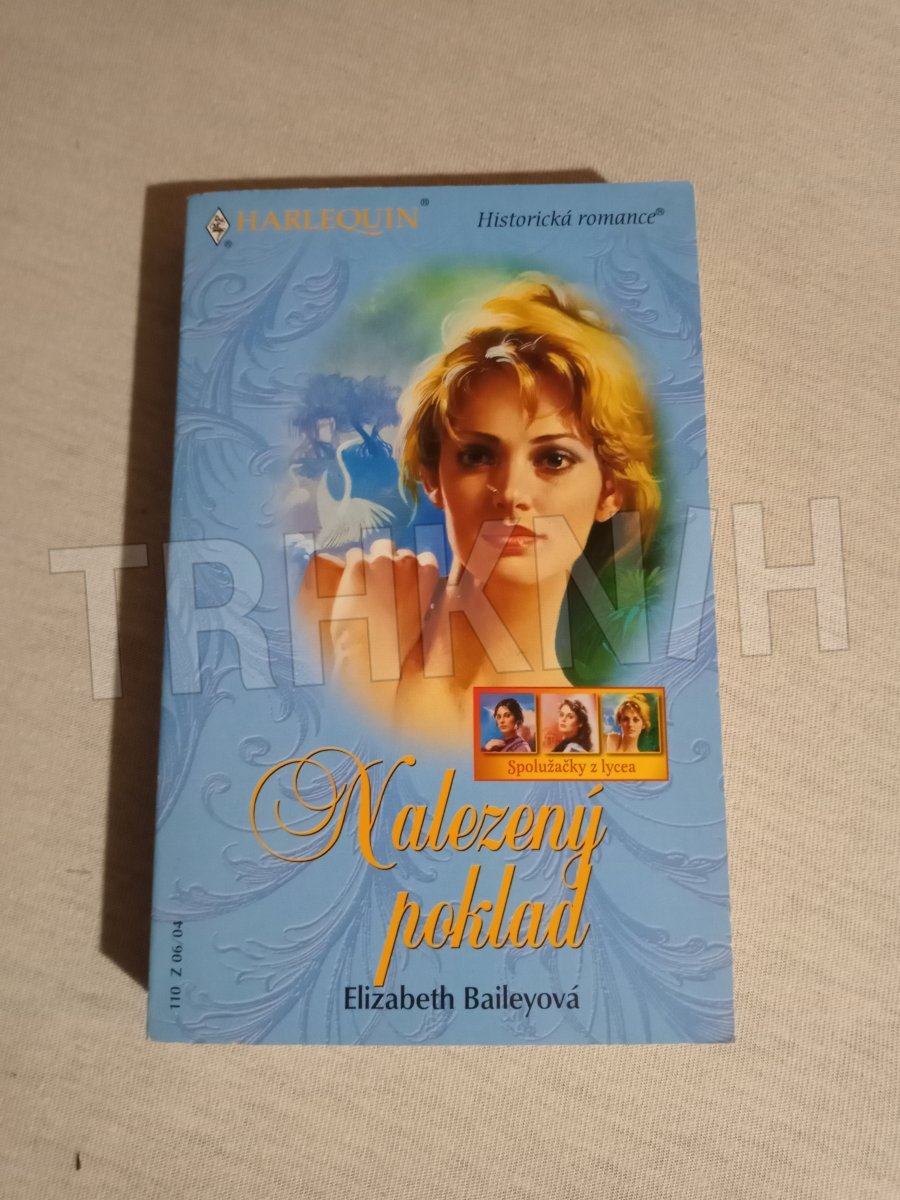 HARLEQUIN®
®
Historická romance®
TRHKNIH
Spolužačky z lycea
Nalezený
poklad
Elizabeth Baileyová
110 Z 06/04